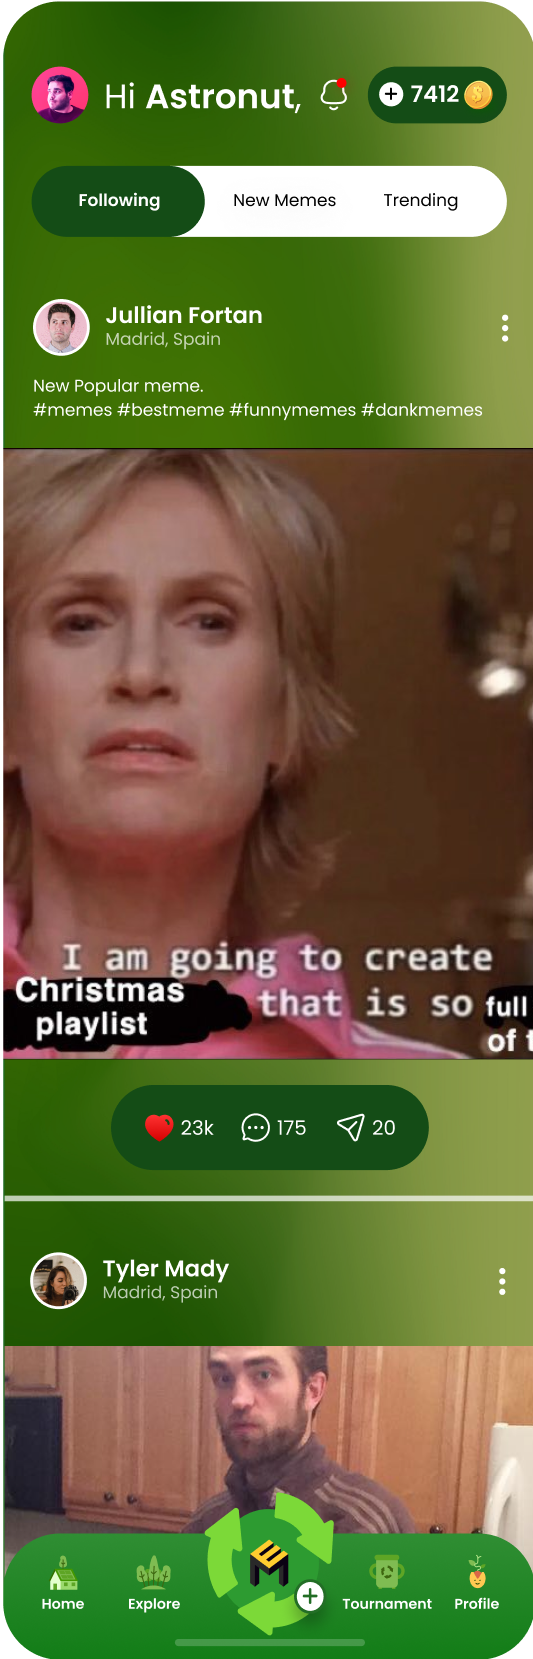 Hi Astronut,
7412
Following
New Memes
Trending
Jullian Fortan
Madrid, Spain
New Popular meme.
#memes #bestmeme #funnymemes #dankmemes
I am going to create
Christmas playlist that is so full
of t
23k
175
20
Tyler Mady
Madrid, Spain
Home
Explore
Tournament
Profile